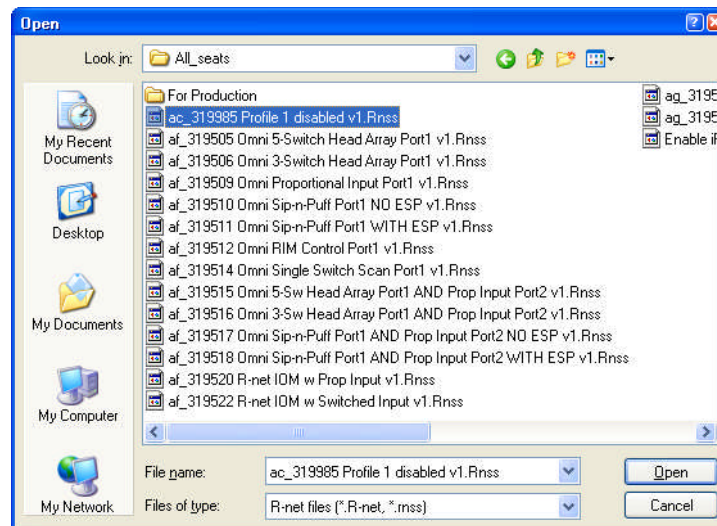 Open
Look in: All_seats
My Recent Documents
Desktop
My Documents
My Computer
My Network
For Production
ac_319985 Profile 1 disabled v1.Rnss
af_319505 Omni 5-Switch Head Array Port1 v1.Rnss
af_319506 Omni 3-Switch Head Array Port1 v1.Rnss
af_319509 Omni Proportional Input Port1 v1.Rnss
af_319510 Omni Sip-n-Puff Port1 NO ESP v1.Rnss
af_319511 Omni Sip-n-Puff Port1 WITH ESP v1.Rnss
af_319512 Omni RIM Control Port1 v1.Rnss
af_319514 Omni Single Switch Scan Port1 v1.Rnss
af_319515 Omni 5-Sw Head Array Port1 AND Prop Input Port2 v1.Rnss
af_319516 Omni 3-Sw Head Array Port1 AND Prop Input Port2 v1.Rnss
af_319517 Omni Sip-n-Puff Port1 AND Prop Input Port2 NO ESP v1.Rnss
af_319518 Omni Sip-n-Puff Port1 AND Prop Input Port2 WITH ESP v1.Rnss
af_319520 R-net IOM w Prop Input v1.Rnss
af_319522 R-net IOM w Switched Input v1.Rnss
ag_3195
ag_3195
Enable
File name: ac_319985 Profile 1 disabled v1.Rnss Open
Files of type: R-net files (*.R-net, *.rnss) Cancel